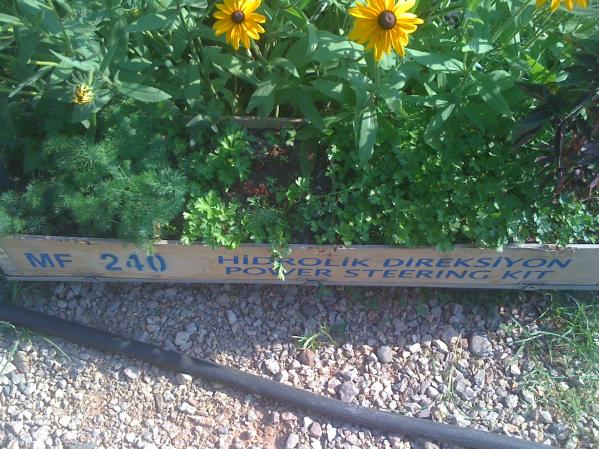 MF 240 HiDROLiK DiREKSiYON
POWER STEERING KIT